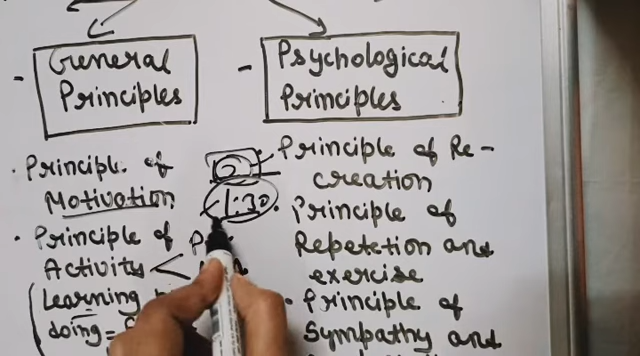 - General
Principles
- Psychological
Principles
· Principle of
Motivation
· Principle of
Activity
(Learning
doing =
2
1:30
· Principle of Re-
creation
· Principle of
Repetetion and
exercise
· Principle of
Sympathy and